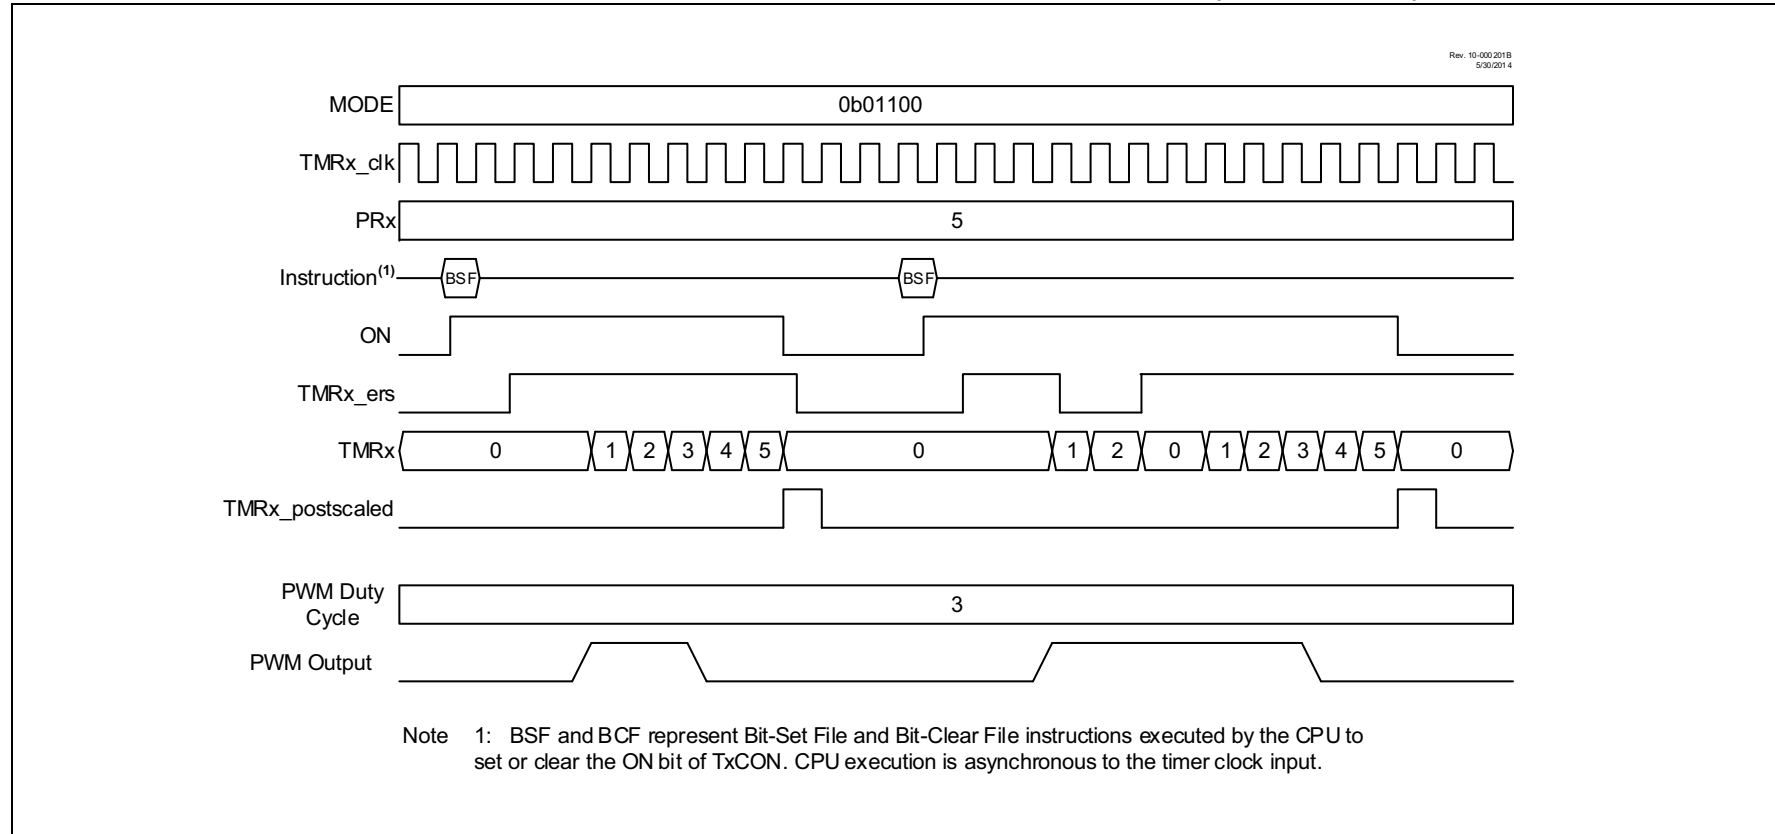 Rev. 10-000201B
5/30/2014
MODE 0b01100
TMRx_clk
PRx 5
Instruction(1) BSF BSF
ON
TMRx_ers
TMRx 0 1 2 3 4 5 0 1 2 0 1 2 3 4 5 0
TMRx_postscaled
PWM Duty
Cycle 3
PWM Output
Note 1: BSF and BCF represent Bit-Set File and Bit-Clear File instructions executed by the CPU to
set or clear the ON bit of TxCON. CPU execution is asynchronous to the timer clock input.